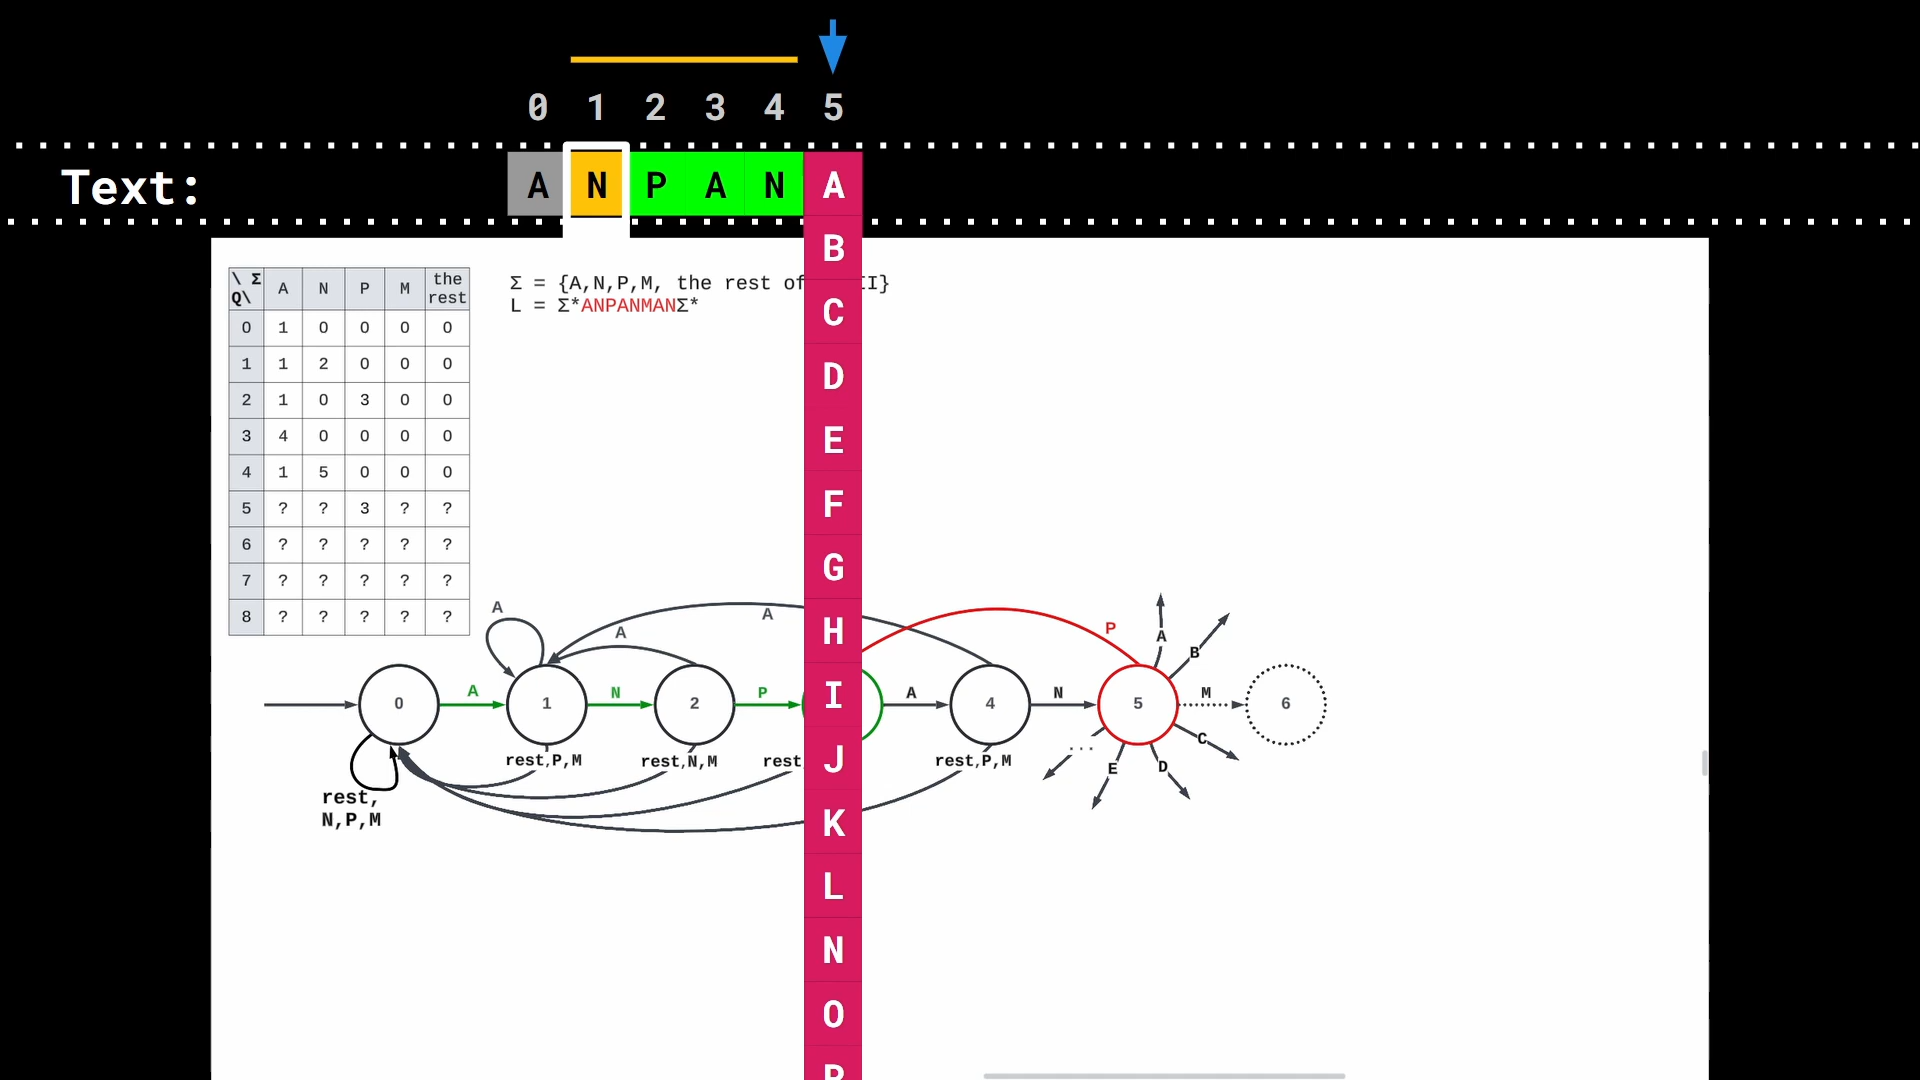 0 1 2 3 4 5
Text: A N P A N A
B
C
D
E
F
G
H
I
J
K
L
N
O
P
\ Σ Q\ A N P M the rest
0 1 0 0 0 0
1 1 2 0 0 0
2 1 0 3 0 0
3 4 0 0 0 0
4 1 5 0 0 0
5 ? ? 3 ? ?
6 ? ? ? ? ?
7 ? ? ? ? ?
8 ? ? ? ? ?
Σ = {A,N,P,M, the rest of II}
L = Σ*ANPANMANΣ*
A A A P A B
A N P A N M
0 1 2 4 5 6
rest,P,M rest,N,M rest rest,P,M ... C
E D
rest,
N,P,M